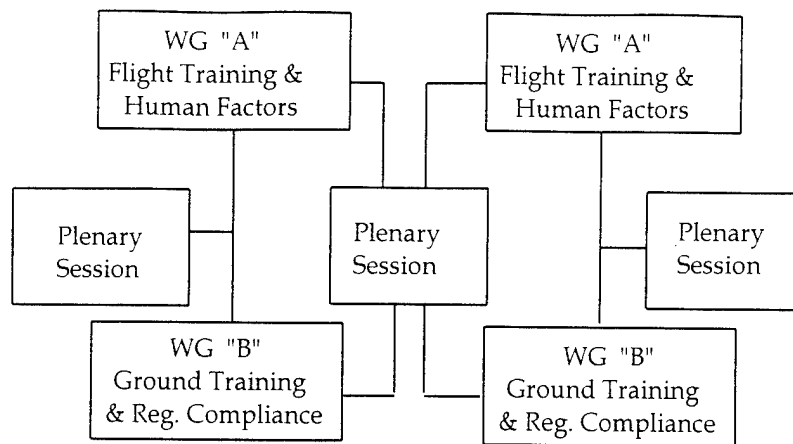 WG "A"
Flight Training &
Human Factors
WG "A"
Flight Training &
Human Factors
Plenary
Session
Plenary
Session
Plenary
Session
WG "B"
Ground Training
& Reg. Compliance
WG "B"
Ground Training
& Reg. Compliance